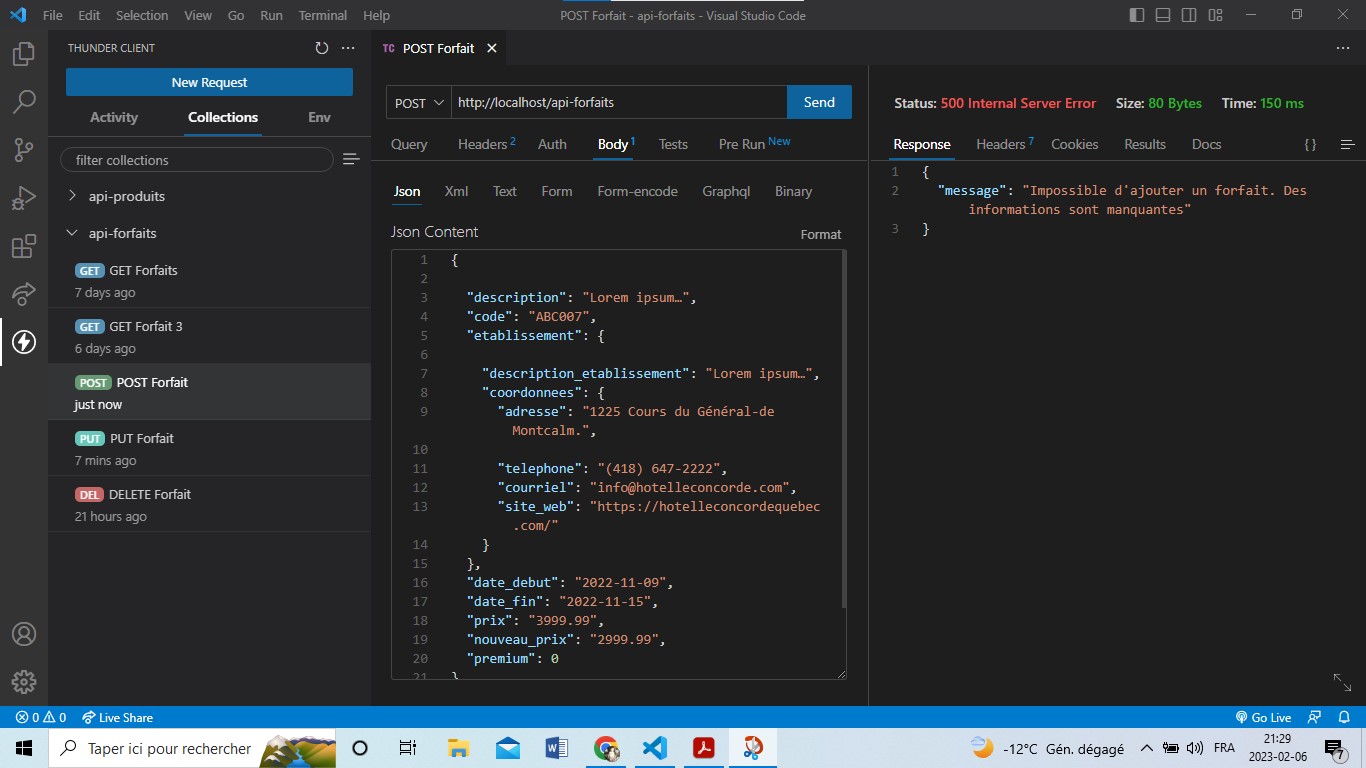 File Edit Selection View Go Run Terminal Help
POST Forfait - api-forfaits - Visual Studio Code
THUNDER CLIENT
New Request
Activity Collections Env
filter collections
api-produits
api-forfaits
GET GET Forfaits
7 days ago
GET GET Forfait 3
6 days ago
POST POST Forfait
just now
PUT PUT Forfait
7 mins ago
DEL DELETE Forfait
21 hours ago
TC POST Forfait
POST http://localhost/api-forfaits Send
Query Headers 2 Auth Body 1 Tests Pre Run New
Json Xml Text Form Form-encode Graphql Binary
Json Content
Format
1 {
2
3 "description": "Lorem ipsum…",
4 "code": "ABC007",
5 "etablissement": {
6
7 "description_etablissement": "Lorem ipsum…",
8 "coordonnees": {
9 "adresse": "1225 Cours du Général-de
Montcalm.",
10
11 "telephone": "(418) 647-2222",
12 "courriel": "info@hotelleconcorde.com",
13 "site_web": "https://hotelleconcordequebec
.com/"
14 }
15 },
16 "date_debut": "2022-11-09",
17 "date_fin": "2022-11-15",
18 "prix": "3999.99",
19 "nouveau_prix": "2999.99",
20 "premium": 0
21 }
Status: 500 Internal Server Error Size: 80 Bytes Time: 150 ms
Response Headers 7 Cookies Results Docs { }
1 {
2 "message": "Impossible d'ajouter un forfait. Des
informations sont manquantes"
3 }
0 0 Live Share
Go Live
Taper ici pour rechercher
-12°C Gén. dégagé
FRA
21:29
2023-02-06
7